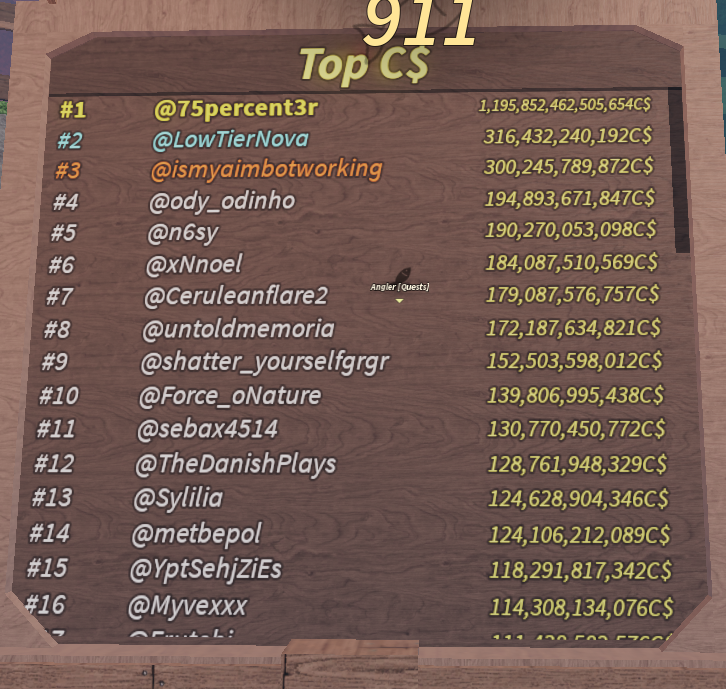 911
Top C$
#1 @75percent3r 1,195,852,462,505,654C$
#2 @LowTierNova 316,432,240,192C$
#3 @ismyaimbotworking 300,245,789,872C$
#4 @ody_odinho 194,893,671,847C$
#5 @n6sy 190,270,053,098C$
#6 @xNnoel 184,087,510,569C$
Angler [Quests]
#7 @Ceruleanflare2 179,087,576,757C$
#8 @untoldmemoria 172,187,634,821C$
#9 @shatter_yourselfgrgr 152,503,598,012C$
#10 @Force_oNature 139,806,995,438C$
#11 @sebax4514 130,770,450,772C$
#12 @TheDanishPlays 128,761,948,329C$
#13 @Sylilia 124,628,904,346C$
#14 @metbepol 124,106,212,089C$
#15 @YptSehjZiEs 118,291,817,342C$
#16 @Myvexxx 114,308,134,076C$